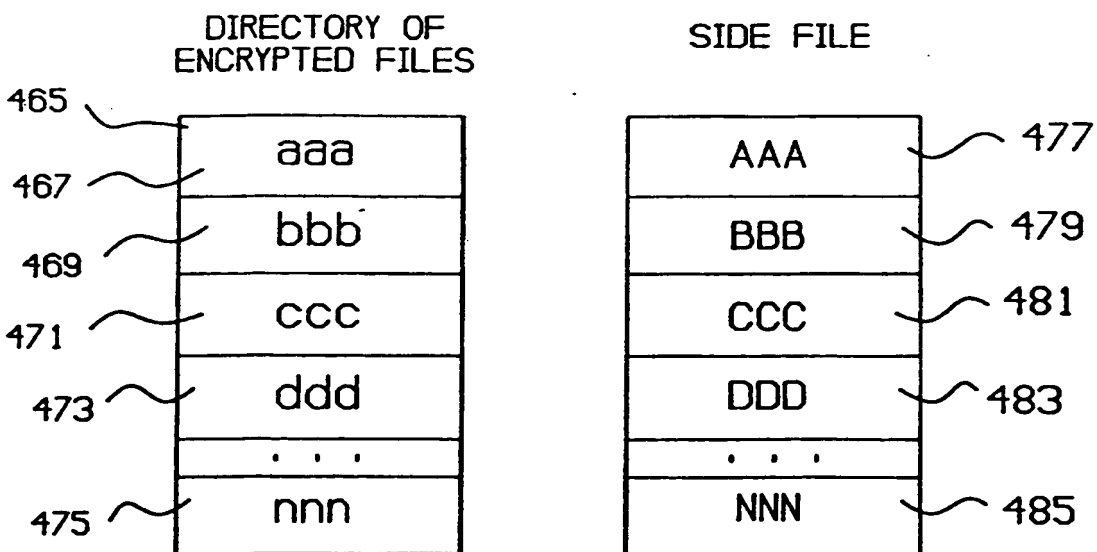 DIRECTORY OF
ENCRYPTED FILES
SIDE FILE
465
aaa
467
AAA
477
469
bbb
BBB
479
471
ccc
CCC
481
473
ddd
DDD
483
. . .
. . .
475
nnn
NNN
485